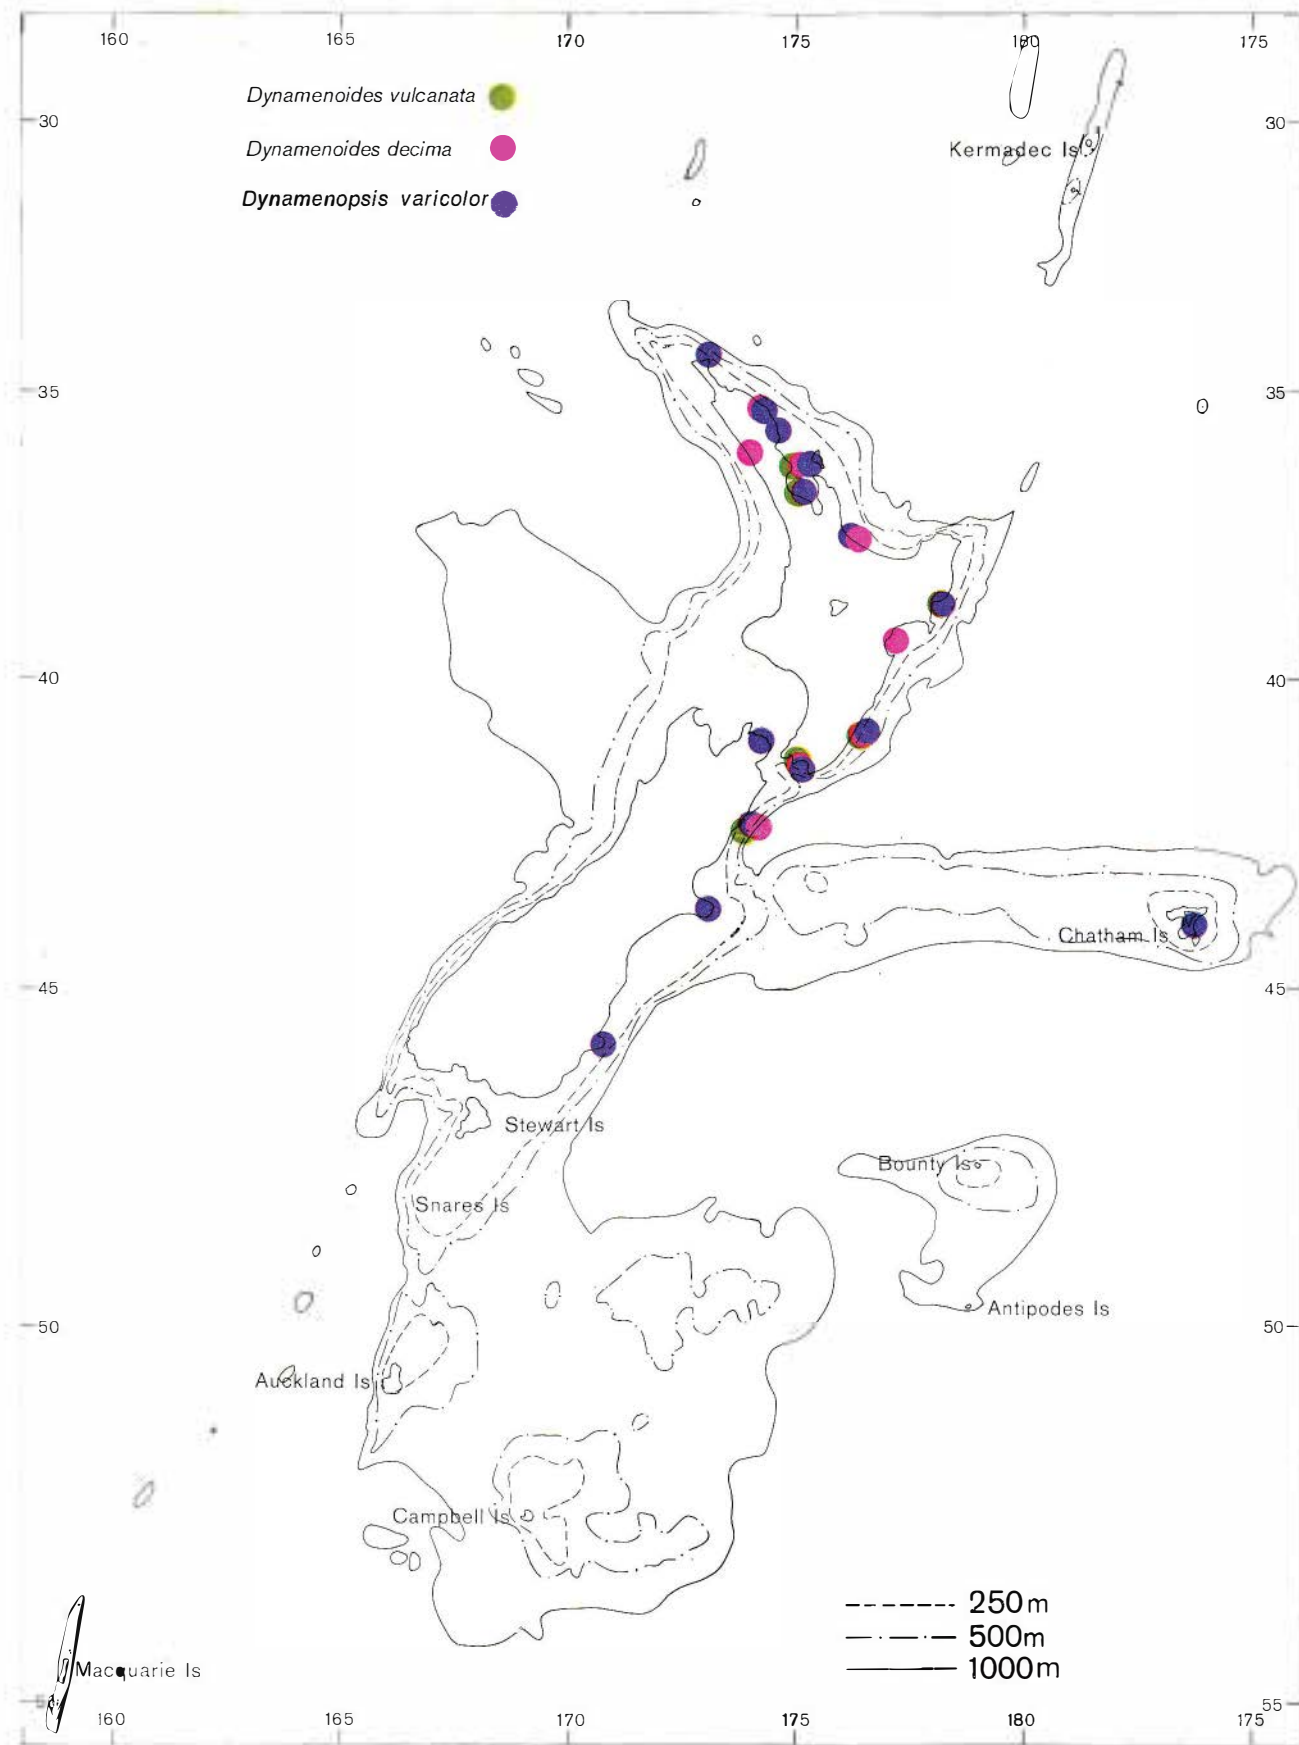 160 165 170 175 180 175
Dynamenoides vulcanata
30 30
Dynamenoides decima
Kermadec Is
Dynamenopsis varicolor
35 35
40 40
Chatham Is
45 45
Stewart Is
Bounty Is
Snares Is
Antipodes Is
50 50
Auckland Is
Campbell Is
250m
500m
1000m
Macquarie Is
55
160 165 170 175 180 175